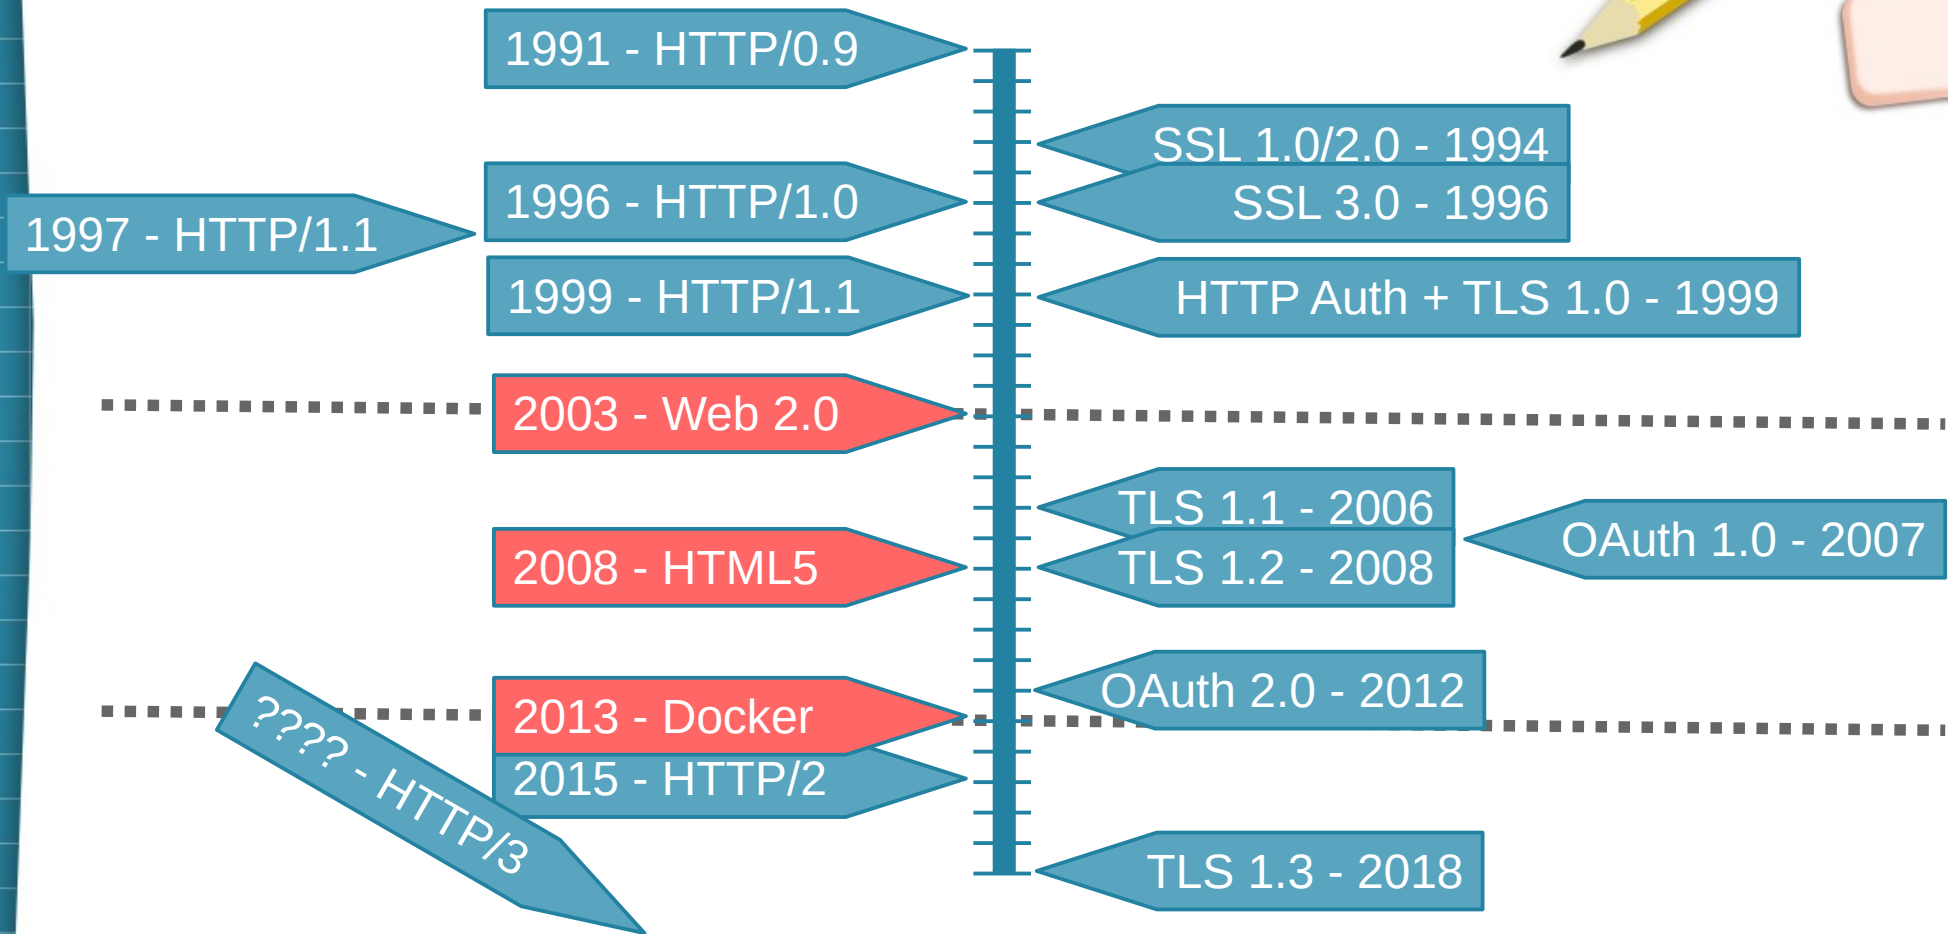 1991 - HTTP/0.9
SSL 1.0/2.0 - 1994
1996 - HTTP/1.0
SSL 3.0 - 1996
1997 - HTTP/1.1
1999 - HTTP/1.1
HTTP Auth + TLS 1.0 - 1999
2003 - Web 2.0
TLS 1.1 - 2006
OAuth 1.0 - 2007
2008 - HTML5
TLS 1.2 - 2008
OAuth 2.0 - 2012
2013 - Docker
2015 - HTTP/2
???? - HTTP/3
TLS 1.3 - 2018